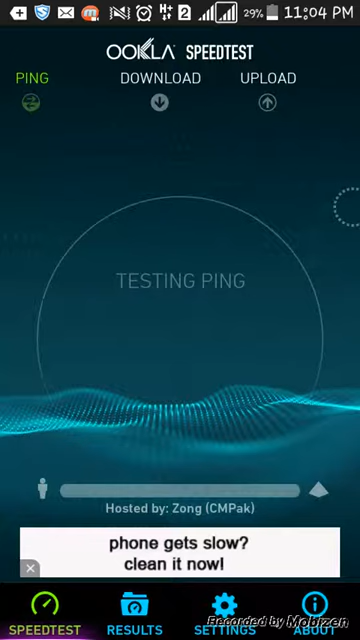 H+ 2 29% 11:04 PM
OOKLA SPEEDTEST
PING DOWNLOAD UPLOAD
TESTING PING
Hosted by: Zong (CMPak)
phone gets slow?
clean it now!
Recorded by Mobizen
SPEEDTEST RESULTS SETTINGS ABOUT